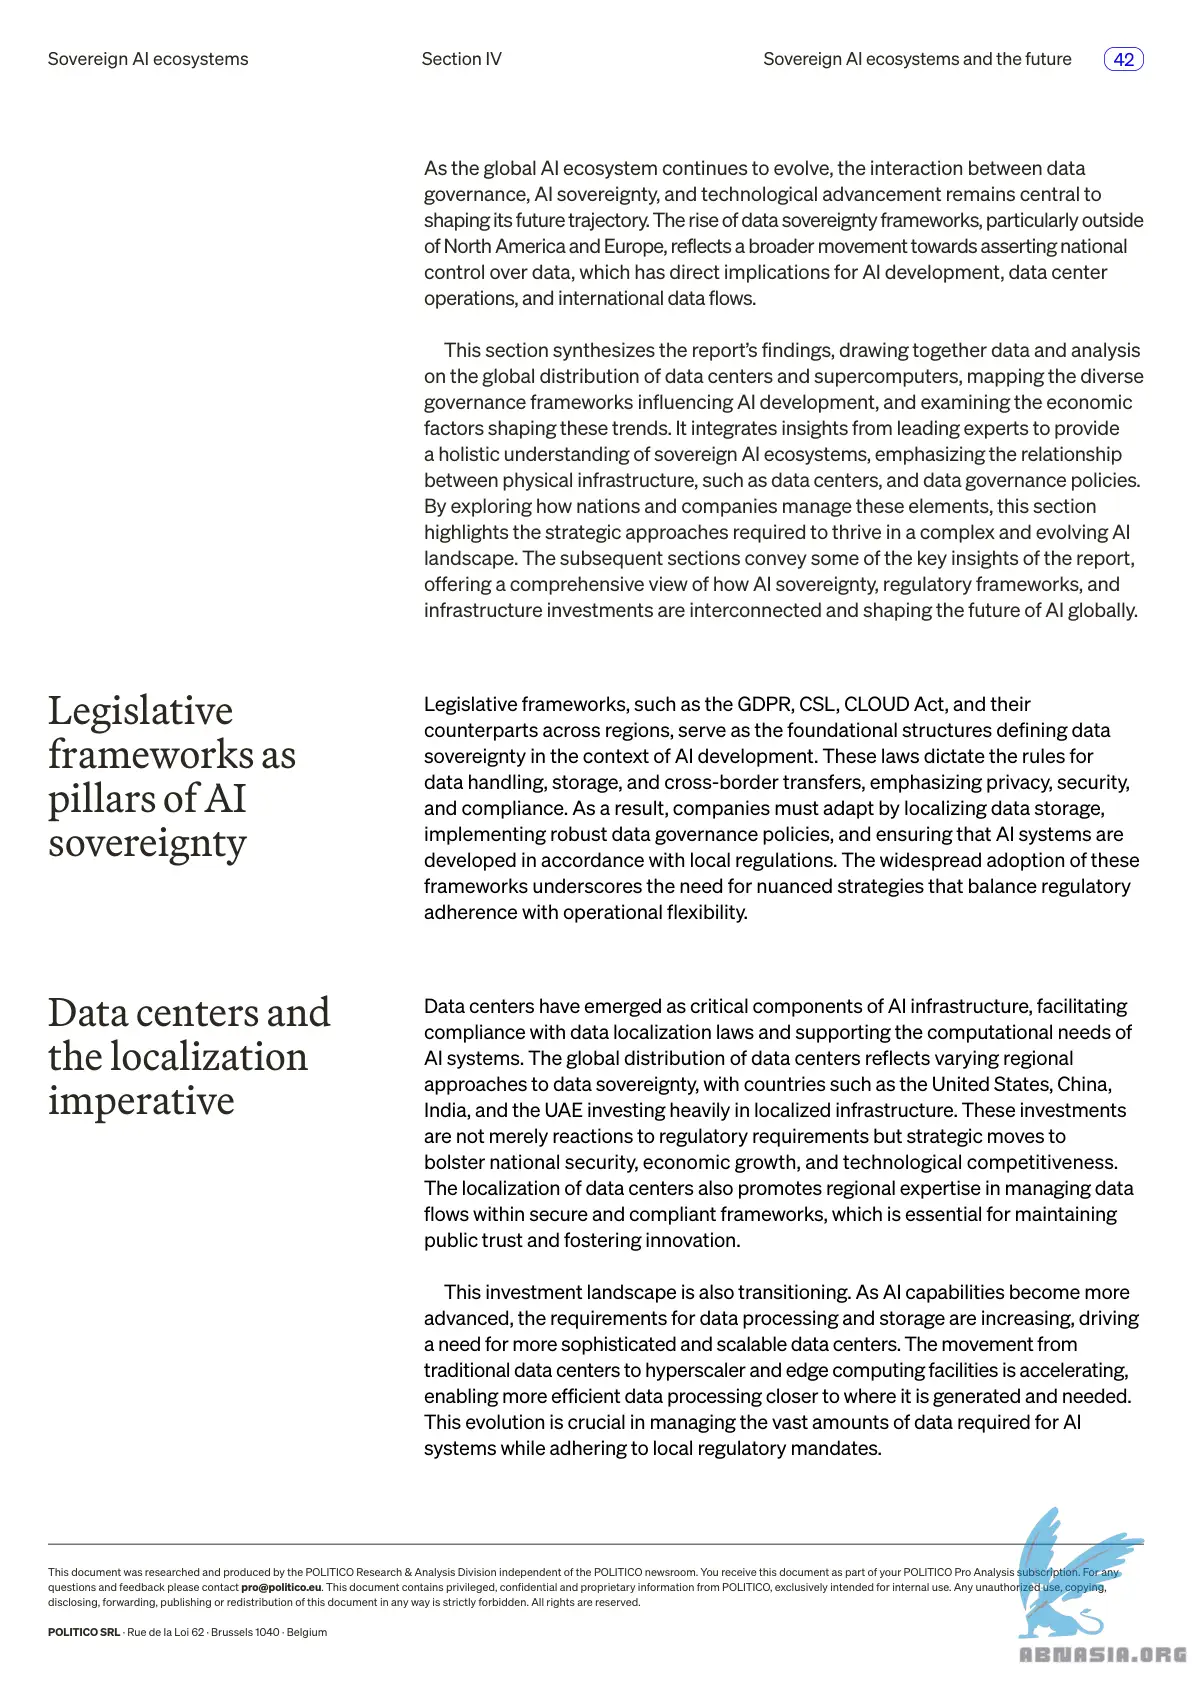 Sovereign AI ecosystems
Section IV
Sovereign AI ecosystems and the future
42
As the global AI ecosystem continues to evolve, the interaction between data
governance, AI sovereignty, and technological advancement remains central to
shaping its future trajectory. The rise of data sovereignty frameworks, particularly outside
of North America and Europe, reflects a broader movement towards asserting national
control over data, which has direct implications for AI development, data center
operations, and international data flows.
This section synthesizes the report’s findings, drawing together data and analysis
on the global distribution of data centers and supercomputers, mapping the diverse
governance frameworks influencing AI development, and examining the economic
factors shaping these trends. It integrates insights from leading experts to provide
a holistic understanding of sovereign AI ecosystems, emphasizing the relationship
between physical infrastructure, such as data centers, and data governance policies.
By exploring how nations and companies manage these elements, this section
highlights the strategic approaches required to thrive in a complex and evolving AI
landscape. The subsequent sections convey some of the key insights of the report,
offering a comprehensive view of how AI sovereignty, regulatory frameworks, and
infrastructure investments are interconnected and shaping the future of AI globally.
Legislative
frameworks as
pillars of AI
sovereignty
Legislative frameworks, such as the GDPR, CSL, CLOUD Act, and their
counterparts across regions, serve as the foundational structures defining data
sovereignty in the context of AI development. These laws dictate the rules for
data handling, storage, and cross-border transfers, emphasizing privacy, security,
and compliance. As a result, companies must adapt by localizing data storage,
implementing robust data governance policies, and ensuring that AI systems are
developed in accordance with local regulations. The widespread adoption of these
frameworks underscores the need for nuanced strategies that balance regulatory
adherence with operational flexibility.
Data centers and
the localization
imperative
Data centers have emerged as critical components of AI infrastructure, facilitating
compliance with data localization laws and supporting the computational needs of
AI systems. The global distribution of data centers reflects varying regional
approaches to data sovereignty, with countries such as the United States, China,
India, and the UAE investing heavily in localized infrastructure. These investments
are not merely reactions to regulatory requirements but strategic moves to
bolster national security, economic growth, and technological competitiveness.
The localization of data centers also promotes regional expertise in managing data
flows within secure and compliant frameworks, which is essential for maintaining
public trust and fostering innovation.
This investment landscape is also transitioning. As AI capabilities become more
advanced, the requirements for data processing and storage are increasing, driving
a need for more sophisticated and scalable data centers. The movement from
traditional data centers to hyperscaler and edge computing facilities is accelerating,
enabling more efficient data processing closer to where it is generated and needed.
This evolution is crucial in managing the vast amounts of data required for AI
systems while adhering to local regulatory mandates.
This document was researched and produced by the POLITICO Research & Analysis Division independent of the POLITICO newsroom. You receive this document as part of your POLITICO Pro Analysis subscription. For any
questions and feedback please contact pro@politico.eu. This document contains privileged, confidential and proprietary information from POLITICO, exclusively intended for internal use. Any unauthorized use, copying,
disclosing, forwarding, publishing or redistribution of this document in any way is strictly forbidden. All rights are reserved.
POLITICO SRL · Rue de la Loi 62 · Brussels 1040 · Belgium
ABNASIA.ORG